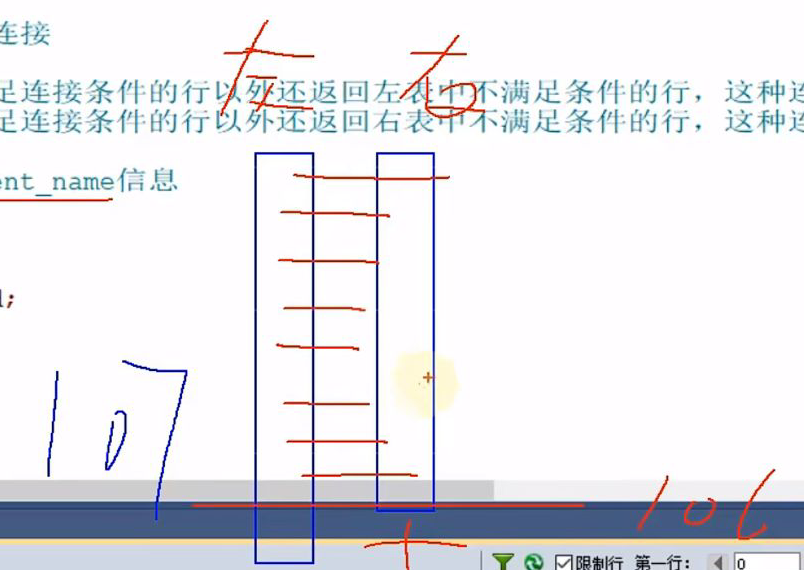 连接
左 右
足连接条件的行以外还返回左表中不满足条件的行，这种连
足连接条件的行以外还返回右表中不满足条件的行，这种连
ent_name信息
;
107
106
+
限制行 第一行: 0